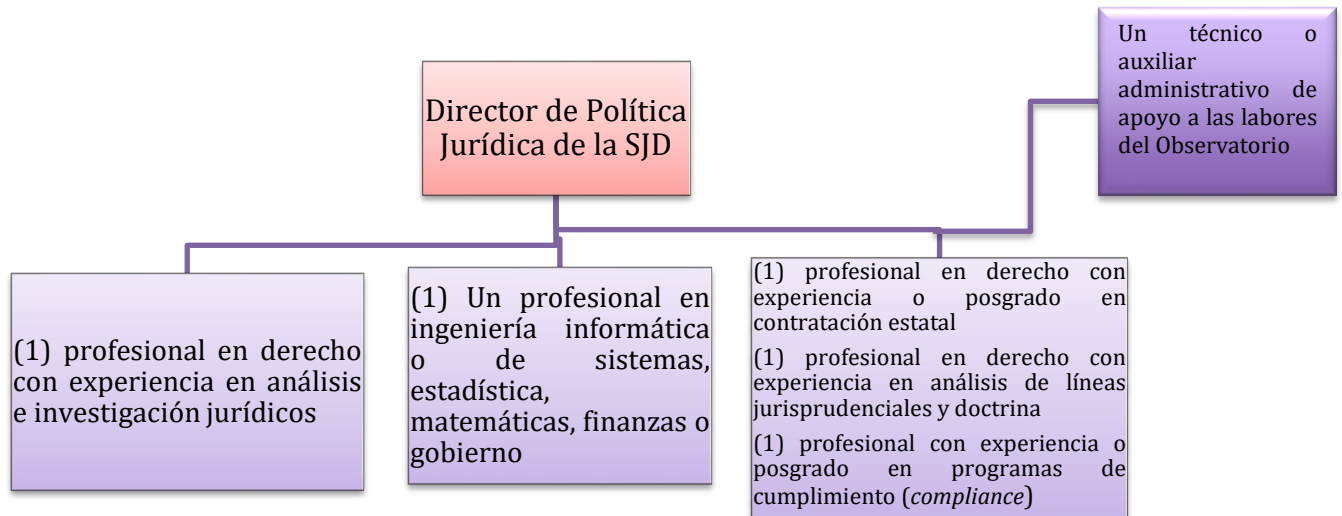 Un técnico o
auxiliar
administrativo de
apoyo a las labores
del Observatorio
Director de Política
Jurídica de la SJD
(1) profesional en derecho
con experiencia en análisis
e investigación jurídicos
(1) Un profesional en
ingeniería informática
o de sistemas,
estadística,
matemáticas, finanzas o
gobierno
(1) profesional en derecho con
experiencia o posgrado en
contratación estatal
(1) profesional en derecho con
experiencia en análisis de líneas
jurisprudenciales y doctrina
(1) profesional con experiencia o
posgrado en programas de
cumplimiento (compliance)